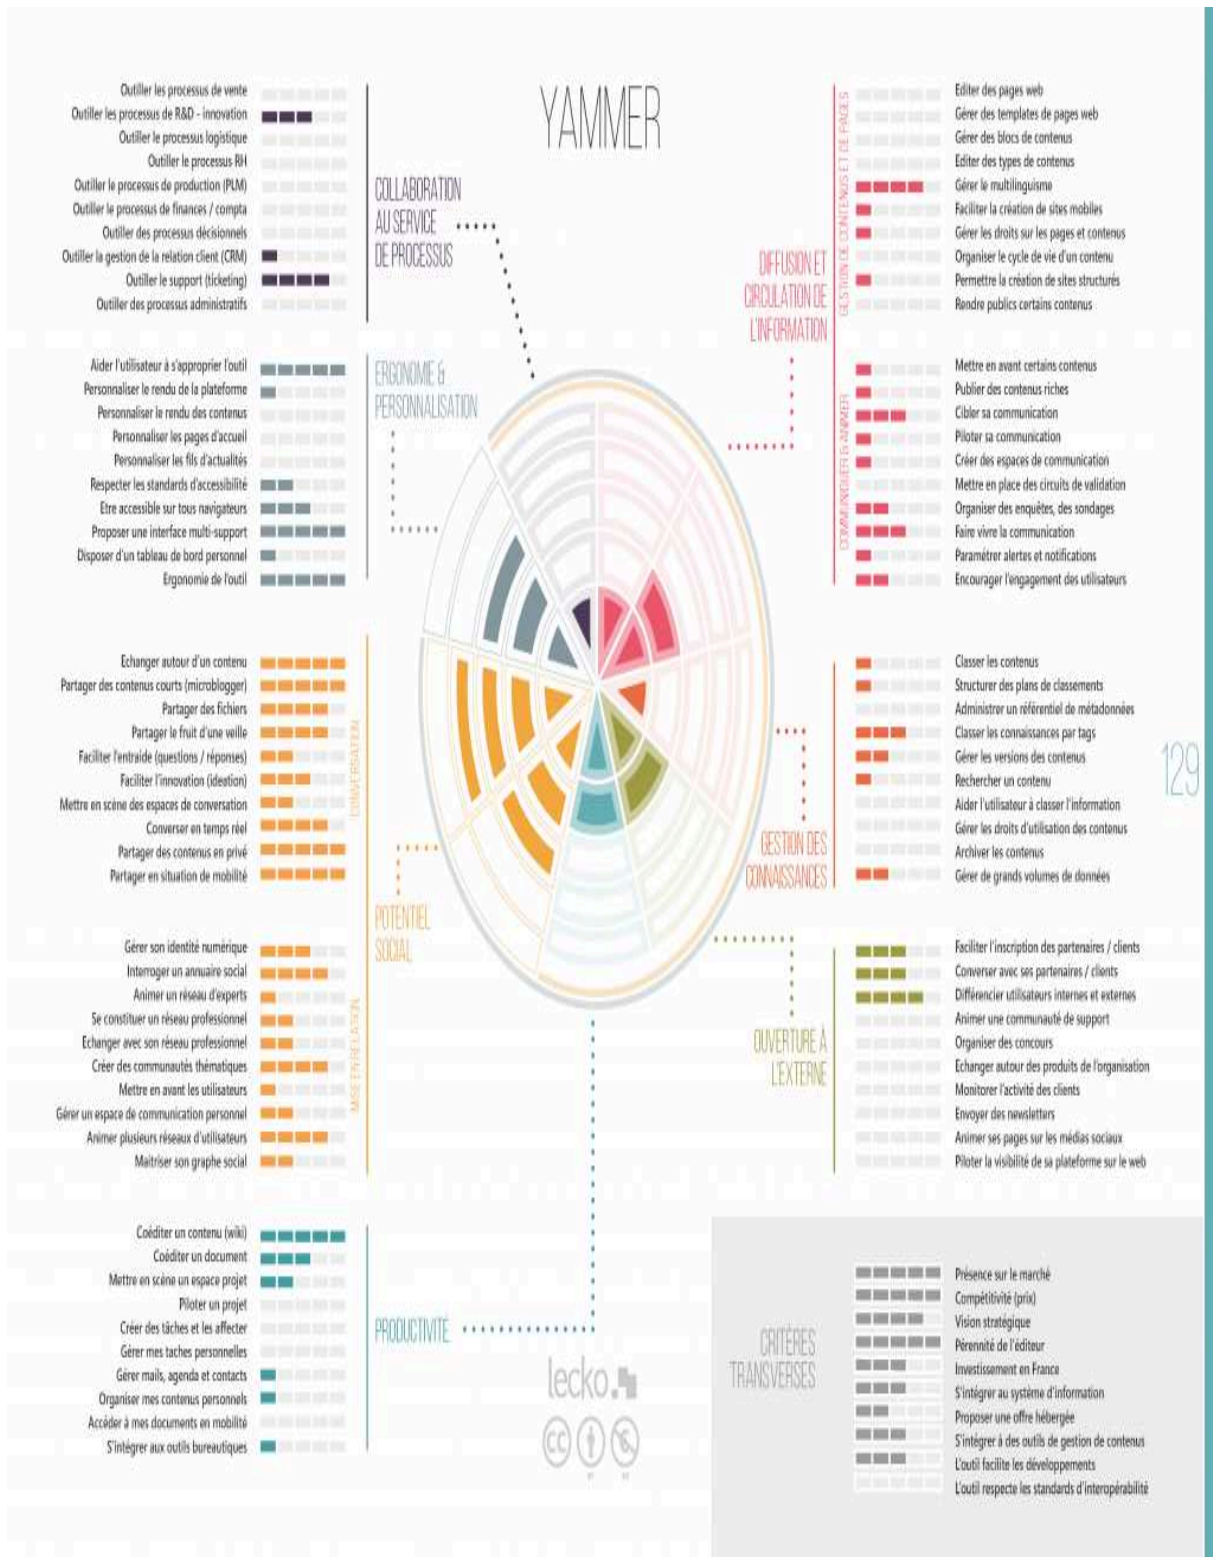 YAMMER
Outiller les processus de vente
Outiller les processus de R&D - innovation
Outiller le processus logistique
Outiller le processus RH
Outiller le processus de production (PLM)
Outiller le processus de finances / compta
Outiller des processus décisionnels
Outiller la gestion de la relation client (CRM)
Outiller le support (ticketing)
Outiller des processus administratifs
COLLABORATION
AU SERVICE
DE PROCESSUS
Aider l'utilisateur à s'approprier l'outil
Personnaliser le rendu de la plateforme
Personnaliser le rendu des contenus
Personnaliser les pages d'accueil
Personnaliser les fils d'actualités
Respecter les standards d'accessibilité
Etre accessible sur tous navigateurs
Proposer une interface multi-support
Disposer d'un tableau de bord personnel
Ergonomie de l'outil
ERGONOMIE &
PERSONNALISATION
Echanger autour d'un contenu
Partager des contenus courts (microblogger)
Partager des fichiers
Partager le fruit d'une veille
Faciliter l'entraide (questions / réponses)
Faciliter l'innovation (ideation)
Mettre en scène des espaces de conversation
Converser en temps réel
Partager des contenus en privé
Partager en situation de mobilité
CONVERSATION
POTENTIEL
SOCIAL
Gérer son identité numérique
Interroger un annuaire social
Animer un réseau d'experts
Se constituer un réseau professionnel
Echanger avec son réseau professionnel
Créer des communautés thématiques
Mettre en avant les utilisateurs
Gérer un espace de communication personnel
Animer plusieurs réseaux d'utilisateurs
Maitriser son graphe social
MISE EN RELATION
Coéditer un contenu (wiki)
Coéditer un document
Mettre en scène un espace projet
Piloter un projet
Créer des tâches et les affecter
Gérer mes taches personnelles
Gérer mails, agenda et contacts
Organiser mes contenus personnels
Accéder à mes documents en mobilité
S'intégrer aux outils bureautiques
PRODUCTIVITÉ
lecko.
CC
DIFFUSION ET
CIRCULATION DE
L'INFORMATION
GESTION DE CONTENUS ET DE PAGES
Editer des pages web
Gérer des templates de pages web
Gérer des blocs de contenus
Editer des types de contenus
Gérer le multilinguisme
Faciliter la création de sites mobiles
Gérer les droits sur les pages et contenus
Organiser le cycle de vie d'un contenu
Permettre la création de sites structurés
Rendre publics certains contenus
COMMUNIQUER & ANIMER
Mettre en avant certains contenus
Publier des contenus riches
Cibler sa communication
Piloter sa communication
Créer des espaces de communication
Mettre en place des circuits de validation
Organiser des enquêtes, des sondages
Faire vivre la communication
Paramétrer alertes et notifications
Encourager l'engagement des utilisateurs
GESTION DES
CONNAISSANCES
Classer les contenus
Structurer des plans de classements
Administrer un référentiel de métadonnées
Classer les connaissances par tags
Gérer les versions des contenus
Rechercher un contenu
Aider l'utilisateur à classer l'information
Gérer les droits d'utilisation des contenus
Archiver les contenus
Gérer de grands volumes de données
129
OUVERTURE À
L'EXTERNE
Faciliter l'inscription des partenaires / clients
Converser avec ses partenaires / clients
Différencier utilisateurs internes et externes
Animer une communauté de support
Organiser des concours
Echanger autour des produits de l'organisation
Monitorer l'activité des clients
Envoyer des newsletters
Animer ses pages sur les médias sociaux
Piloter la visibilité de sa plateforme sur le web
CRITÈRES
TRANSVERSES
Présence sur le marché
Compétitivité (prix)
Vision stratégique
Pérennité de l'éditeur
Investissement en France
S'intégrer au système d'information
Proposer une offre hébergée
S'intégrer à des outils de gestion de contenus
L'outil facilite les développements
L'outil respecte les standards d'interopérabilité